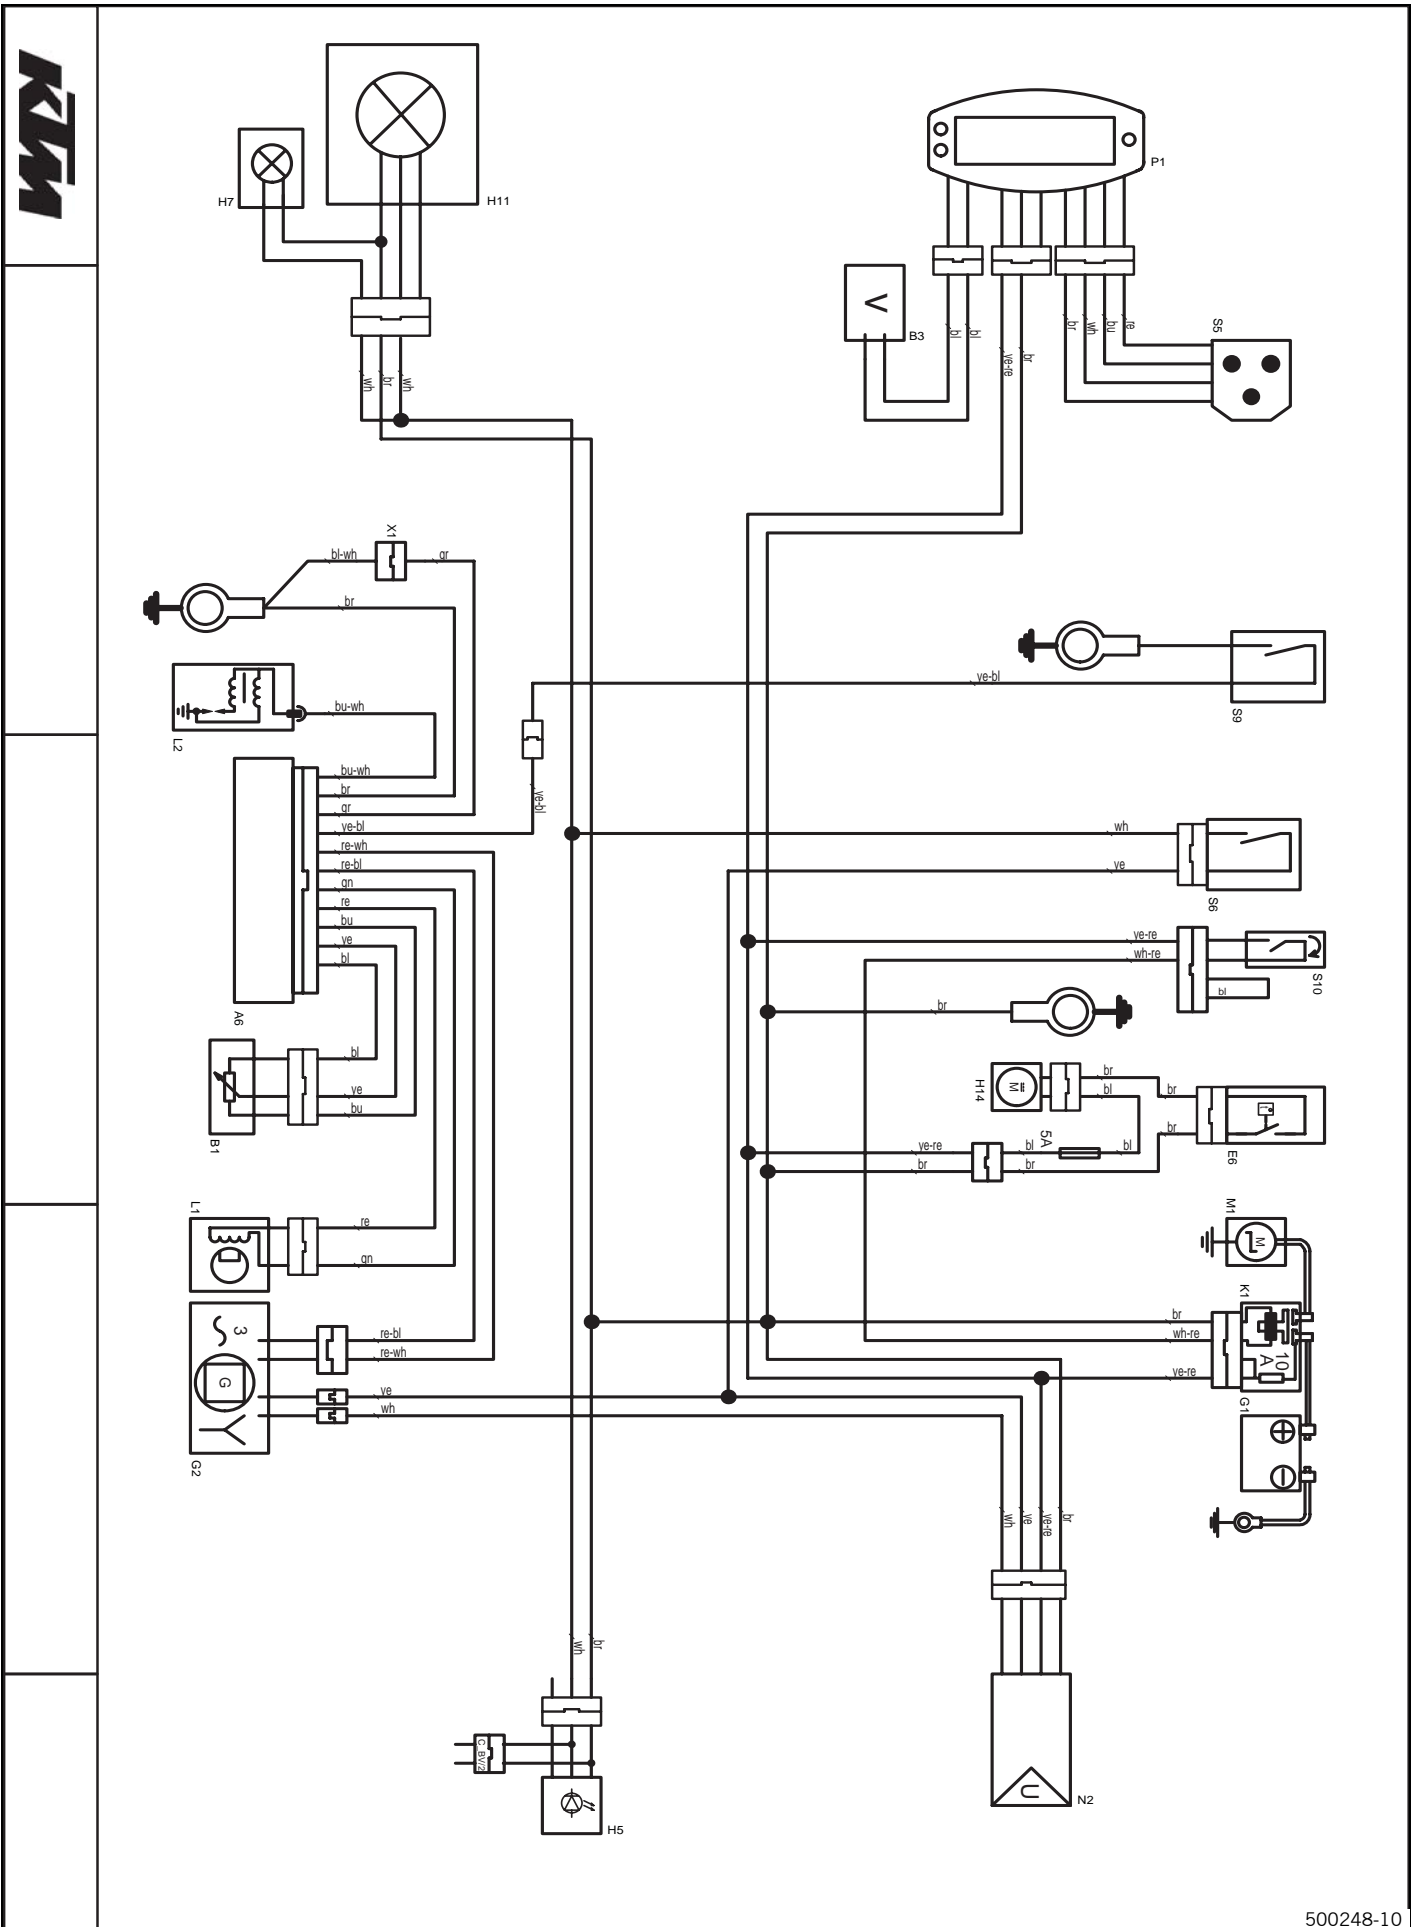 KTM
H7
H11
P1
B3
V
S5
bl
bl
ye-re
br
br
wh
bu
re
wh
br
wh
X1
bl-wh
gr
br
L2
bu-wh
bu-wh
br
gr
ye-bl
re-wh
re-bl
gn
re
bu
ye
bl
A6
ye-bl
ye-bl
S9
wh
ye
S6
ye-re
wh-re
bl
S10
br
H14
M
br
bl
br
br
E6
5A
ye-re
br
bl
br
bl
bl
ye
bu
B1
L1
re
gn
M1
M
K1
br
wh-re
ye-re
10
A
G1
3
G
G2
re-bl
re-wh
ye
wh
wh
ye
ye-re
br
N2
U
wh
br
C_BV/2
H5
500248-10